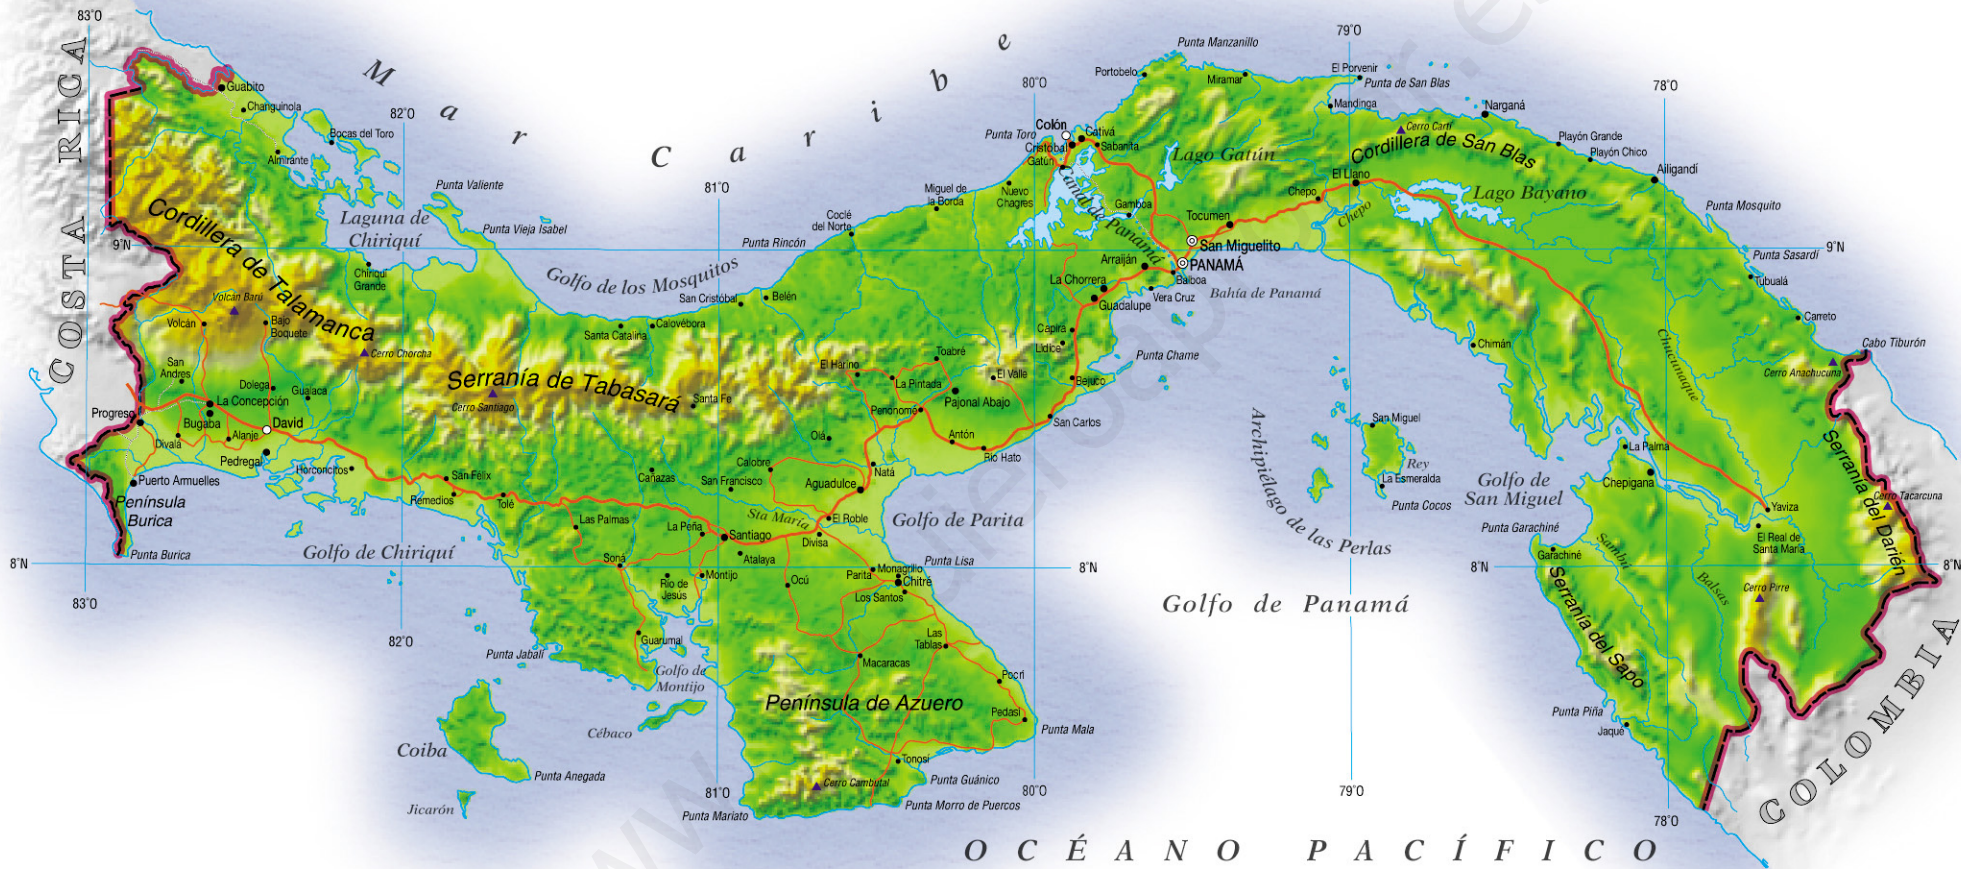 83°O
COSTA RICA
Guabito
Changuinola
Bocas del Toro
Almirante
82°O
Mar Caribe
Punta Valiente
Punta Vieja Isabel
Laguna de
Chiriquí
Cordillera de Talamanca
9°N
Chiriquí
Grande
Volcán Barú
Volcán
Bajo
Boquete
Cerro Chorcha
San
Andres
Dolega
Gualaca
La Concepción
Progreso
Bugaba
David
Divalá
Alanje
Pedregal
Horconcitos
Puerto Armuelles
Península
Burica
Punta Burica
8°N
83°O
81°O
Golfo de los Mosquitos
Punta Rincón
Coclé
del Norte
Miguel de
la Borda
Nuevo
Chagres
San Cristóbal
Belén
Santa Catalina
Calovébora
Serranía de Tabasará
Cerro Santiago
Santa Fe
El Harino
Toabré
La Pintada
El Valle
Penonomé
Pajonal Abajo
Olá
Antón
Río Hato
San Carlos
Calobre
Natá
Cañazas
San Francisco
Aguadulce
San Félix
Remedios
Tolé
Las Palmas
La Peña
Santiago
Sta María
El Roble
Divisa
Golfo de Parita
Golfo de Chiriquí
Soná
Atalaya
Río de
Jesús
Montijo
Ocú
Parita
Monagrillo
Chitré
Los Santos
Punta Lisa
8°N
82°O
Guarumal
Punta Jabalí
Golfo de
Montijo
Las
Tablas
Macaracas
Pocrí
Península de Azuero
Pedasí
Punta Mala
Coiba
Cébaco
Punta Anegada
Jicarón
Tonosí
Cerro Cambutal
Punta Guánico
Punta Morro de Puercos
Punta Mariato
81°O
80°O
80°O
Punta Manzanillo
Portobelo
Miramar
Punta Toro
Colón
Cativá
Cristóbal
Sabanita
Gatún
Canal de Panamá
Lago Gatún
Gamboa
Tocumen
San Miguelito
PANAMÁ
Arraiján
Balboa
La Chorrera
Vera Cruz
Guadalupe
Bahía de Panamá
Capira
Lídice
Bejuco
Punta Chame
79°O
El Porvenir
Punta de San Blas
Mandinga
Narganá
Cerro Cartí
Cordillera de San Blas
Playón Grande
Playón Chico
Ailigandí
78°O
El Llano
Chepo
Chepo
Lago Bayano
Punta Mosquito
9°N
Punta Sasardí
Tubualá
Carreto
Cabo Tiburón
Cerro Anachucuna
Chimán
Chucunaque
Archipiélago de las Perlas
San Miguel
Rey
La Esmeralda
Punta Cocos
Golfo de
San Miguel
La Palma
Chepigana
Punta Garachiné
Garachiné
Yaviza
El Real de
Santa María
Serranía del Darién
Cerro Tacarcuna
8°N
8°N
Sambú
Balsas
Cerro Pirre
Serranía del Sapo
Golfo de Panamá
Punta Piña
Jaqué
79°O
78°O
COLOMBIA
OCÉANO PACÍFICO